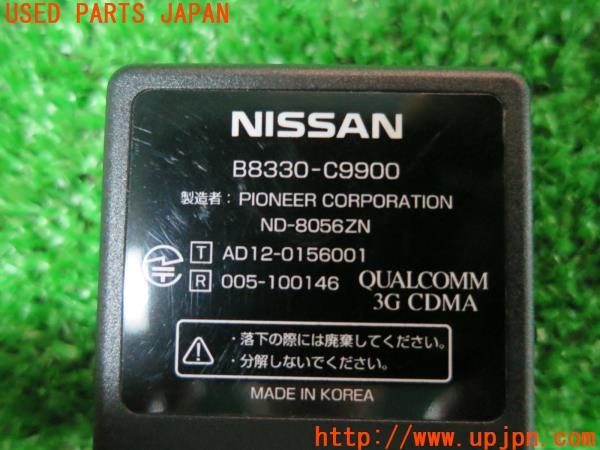 USED PARTS JAPAN
NISSAN
B8330-C9900
製造者: PIONEER CORPORATION
ND-8056ZN
T AD12-0156001
R 005-100146
QUALCOMM
3G CDMA
・落下の際には廃棄してください。
・分解しないでください。
MADE IN KOREA
http://www.upjpn.com/